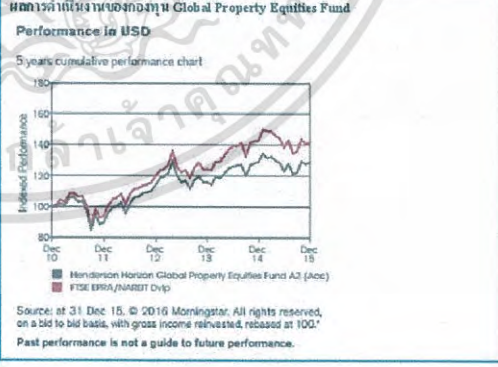 ผลการดำเนินงานของกองทุน Global Property Equities Fund
Performance in USD
5 years cumulative performance chart
180
160
140
120
100
80
Indexed Performance
Dec 10
Dec 11
Dec 12
Dec 13
Dec 14
Dec 15
Henderson Horizon Global Property Equities Fund A2 (Acc)
FTSE EPRA/NAREIT Dvlp
Source: at 31 Dec 15. © 2016 Morningstar. All rights reserved,
on a bid to bid basis, with gross income reinvested, rebased at 100.*
Past performance is not a guide to future performance.